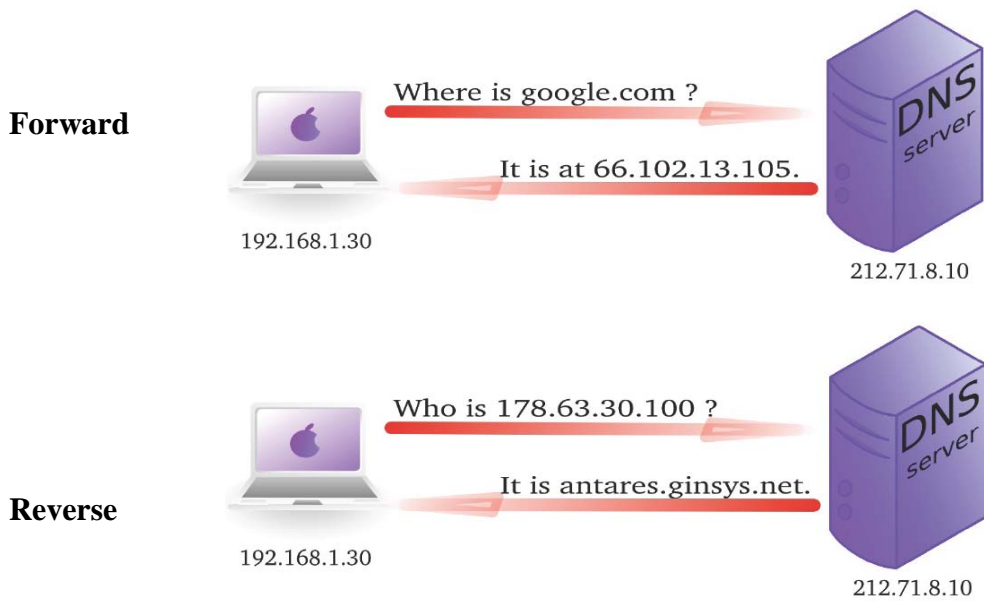 Forward
Where is google.com ?
It is at 66.102.13.105.
192.168.1.30
DNS
server
212.71.8.10
Reverse
Who is 178.63.30.100 ?
It is antares.ginsys.net.
192.168.1.30
DNS
server
212.71.8.10